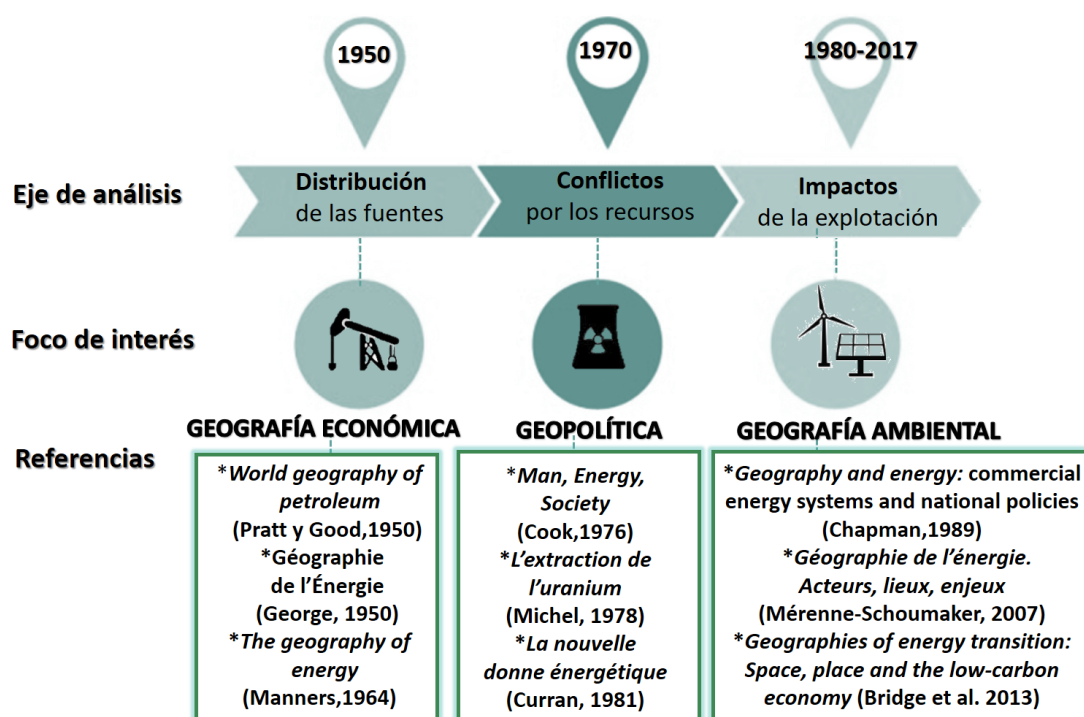 1950
1970
1980-2017
Eje de análisis
Distribución
de las fuentes
Conflictos
por los recursos
Impactos
de la explotación
Foco de interés
GEOGRAFÍA ECONÓMICA
GEOPOLÍTICA
GEOGRAFÍA AMBIENTAL
Referencias
*World geography of
petroleum
(Pratt y Good,1950)
*Géographie
de l'Énergie
(George, 1950)
*The geography of
energy
(Manners,1964)
*Man, Energy,
Society
(Cook,1976)
*L'extraction de
l'uranium
(Michel, 1978)
*La nouvelle
donne énergétique
(Curran, 1981)
*Geography and energy: commercial
energy systems and national policies
(Chapman,1989)
*Géographie de l'énergie.
Acteurs, lieux, enjeux
(Mérenne-Schoumaker, 2007)
*Geographies of energy transition:
Space, place and the low-carbon
economy (Bridge et al. 2013)